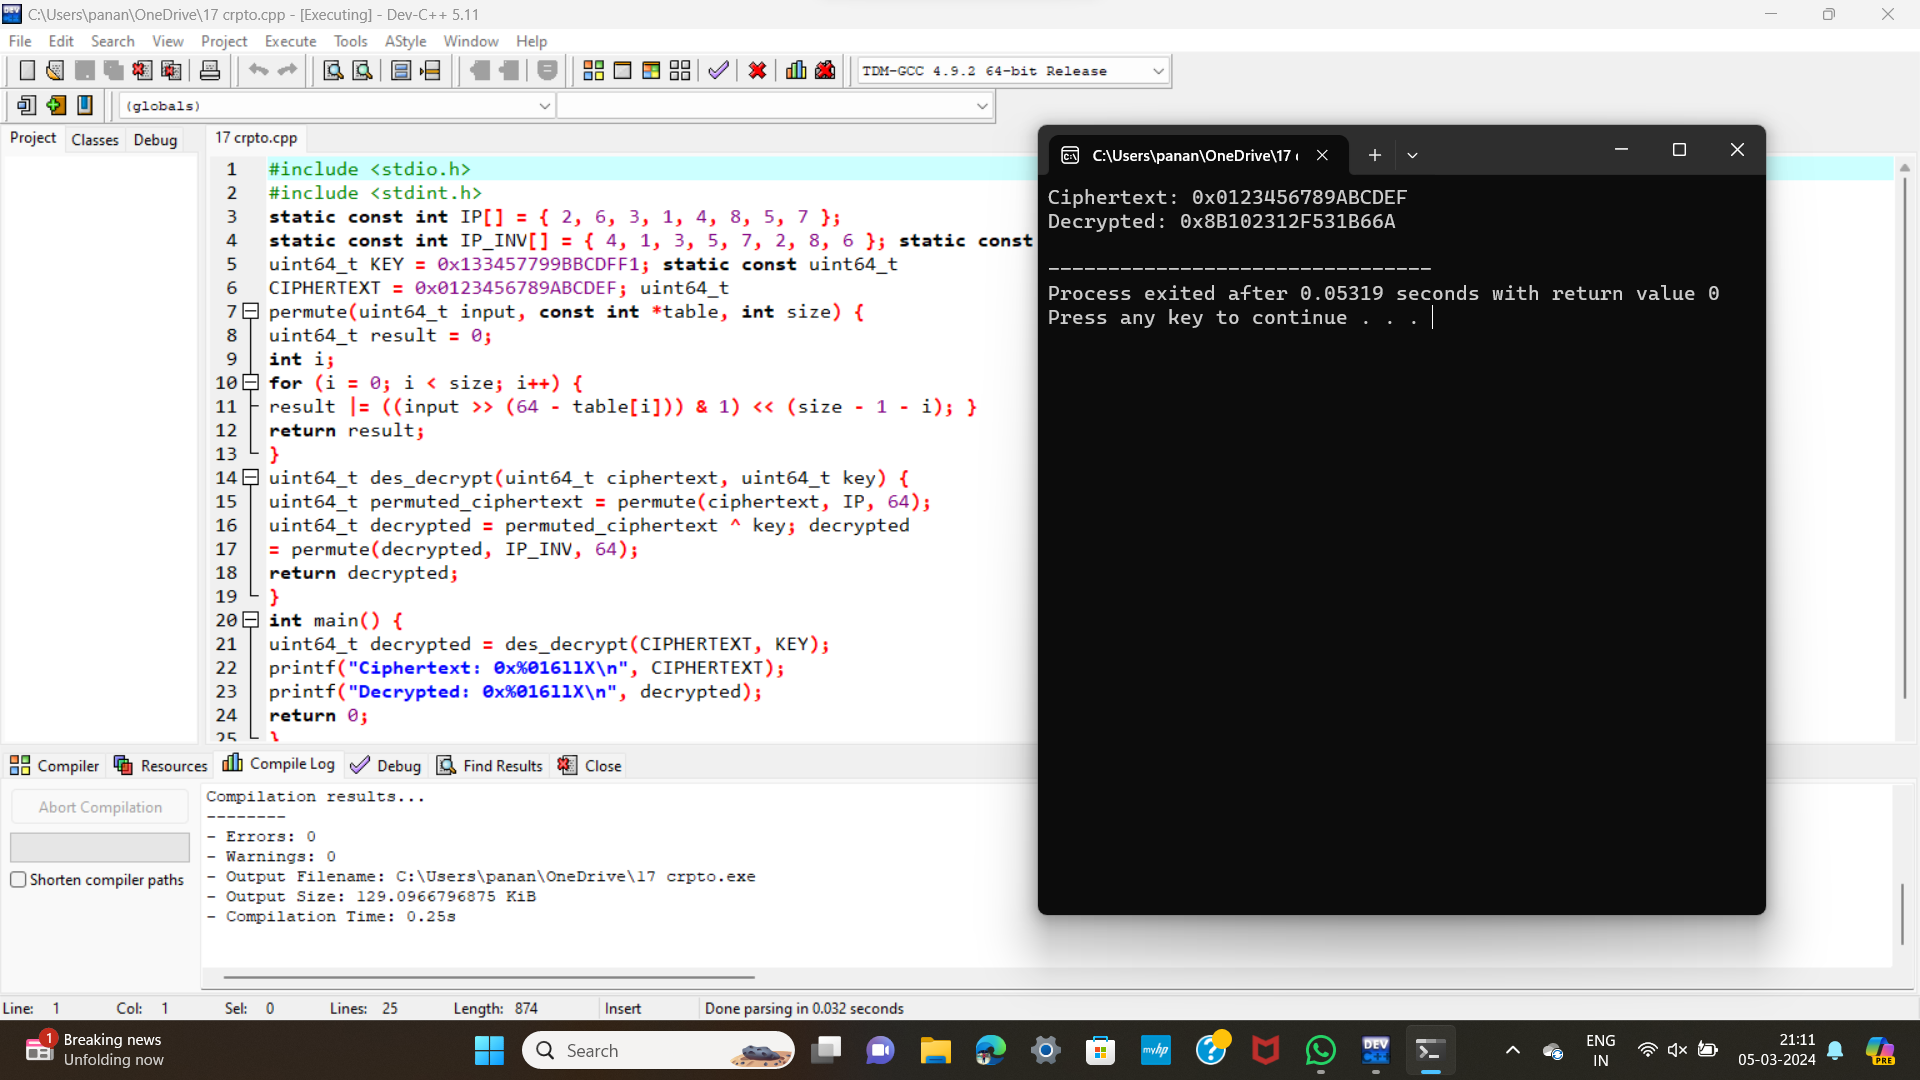 C:\Users\panan\OneDrive\17 crpto.cpp - [Executing] - Dev-C++ 5.11
File Edit Search View Project Execute Tools AStyle Window Help
TDM-GCC 4.9.2 64-bit Release
(globals)
Project Classes Debug
17 crpto.cpp
1 #include <stdio.h>
2 #include <stdint.h>
3 static const int IP[] = { 2, 6, 3, 1, 4, 8, 5, 7 };
4 static const int IP_INV[] = { 4, 1, 3, 5, 7, 2, 8, 6 }; static const
5 uint64_t KEY = 0x133457799BBCDFF1; static const uint64_t
6 CIPHERTEXT = 0x0123456789ABCDEF; uint64_t
7 permute(uint64_t input, const int *table, int size) {
8 uint64_t result = 0;
9 int i;
10 for (i = 0; i < size; i++) {
11 result |= ((input >> (64 - table[i])) & 1) << (size - 1 - i); }
12 return result;
13 }
14 uint64_t des_decrypt(uint64_t ciphertext, uint64_t key) {
15 uint64_t permuted_ciphertext = permute(ciphertext, IP, 64);
16 uint64_t decrypted = permuted_ciphertext ^ key; decrypted
17 = permute(decrypted, IP_INV, 64);
18 return decrypted;
19 }
20 int main() {
21 uint64_t decrypted = des_decrypt(CIPHERTEXT, KEY);
22 printf("Ciphertext: 0x%016llX\n", CIPHERTEXT);
23 printf("Decrypted: 0x%016llX\n", decrypted);
24 return 0;
25 }
C:\Users\panan\OneDrive\17
Ciphertext: 0x0123456789ABCDEF
Decrypted: 0x8B102312F531B66A
--------------------------------
Process exited after 0.05319 seconds with return value 0
Press any key to continue . . .
Compiler Resources Compile Log Debug Find Results Close
Abort Compilation
Shorten compiler paths
Compilation results...
--------
- Errors: 0
- Warnings: 0
- Output Filename: C:\Users\panan\OneDrive\17 crpto.exe
- Output Size: 129.0966796875 KiB
- Compilation Time: 0.25s
Line: 1 Col: 1 Sel: 0 Lines: 25 Length: 874 Insert Done parsing in 0.032 seconds
1
Breaking news
Unfolding now
Search
myhp
DEV
C++
ENG
IN
21:11
05-03-2024
PRE